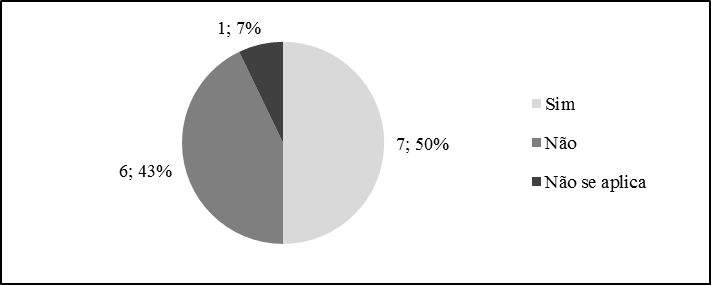 1; 7%
Sim
Não
7; 50%
6; 43%
Não se aplica